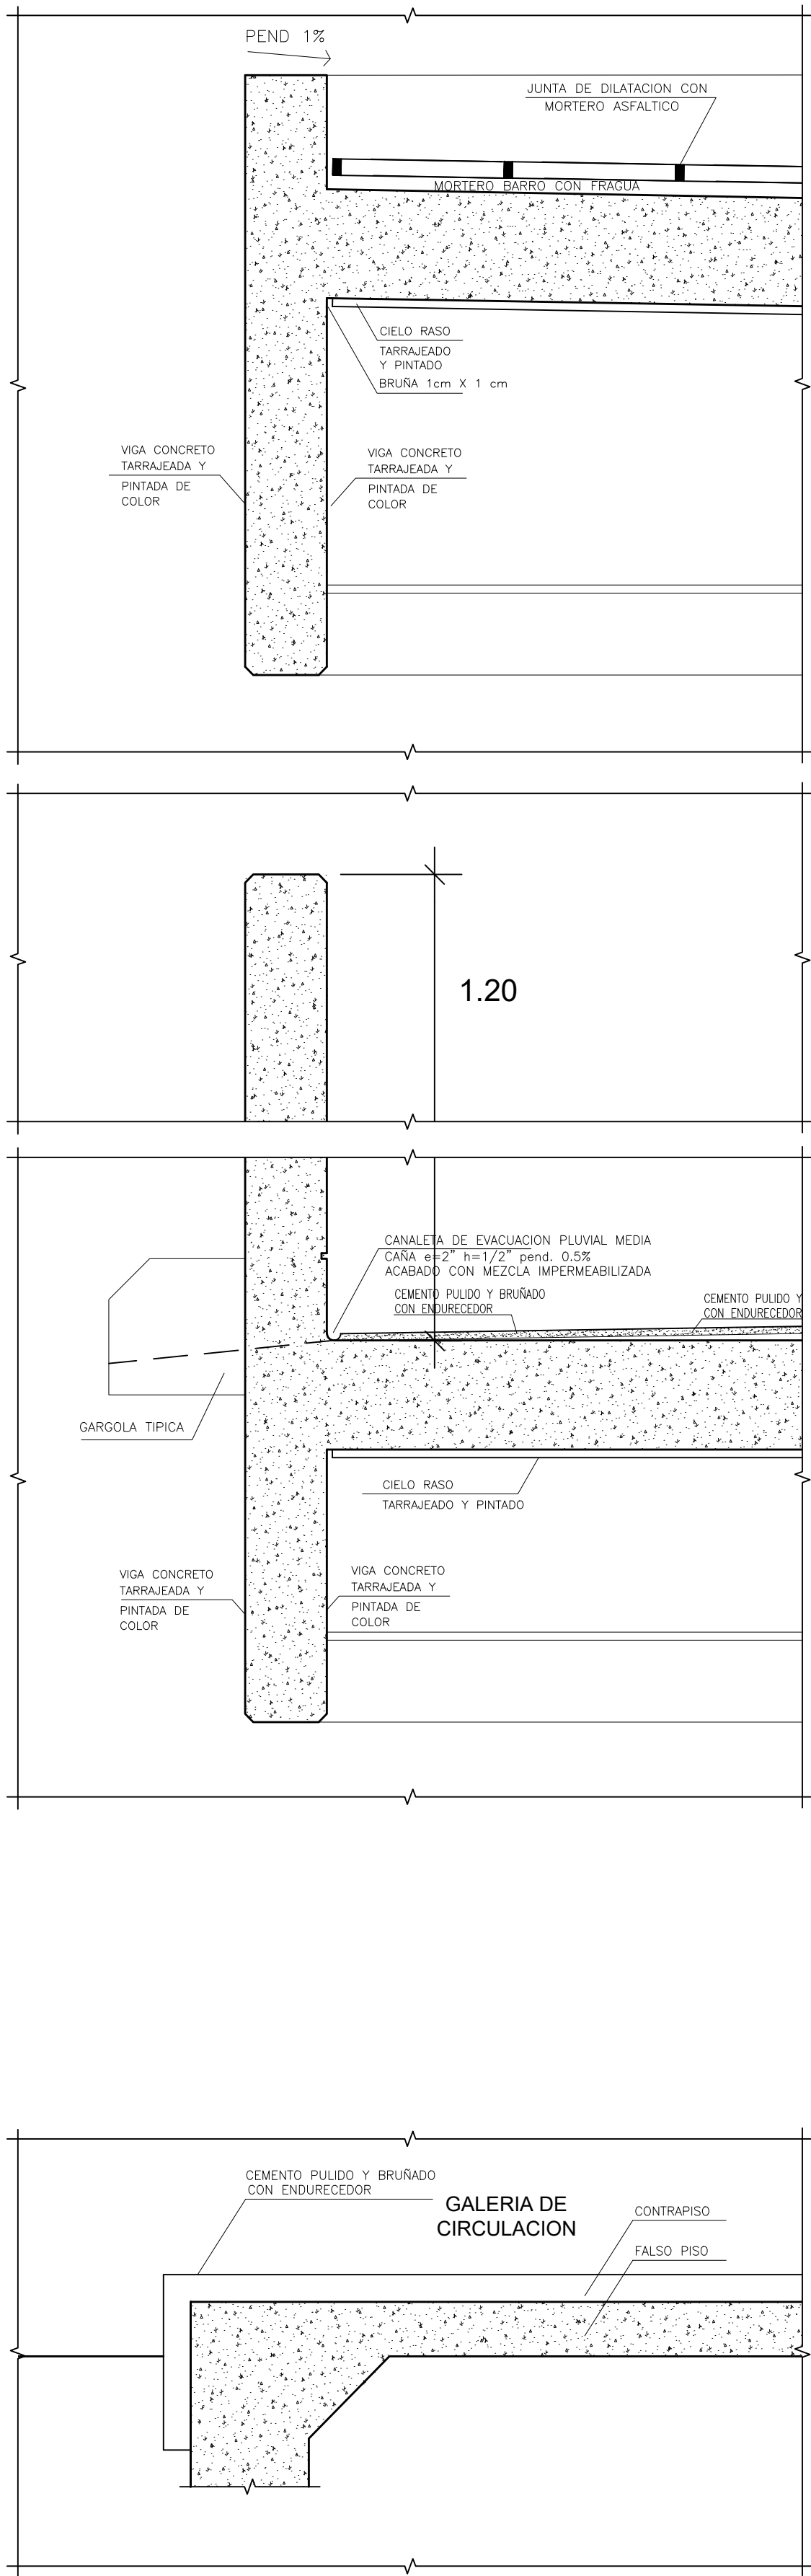 PEND 1%
JUNTA DE DILATACION CON
MORTERO ASFALTICO
MORTERO BARRO CON FRAGUA
CIELO RASO
TARRAJEADO
Y PINTADO
BRUÑA 1cm X 1 cm
VIGA CONCRETO
TARRAJEADA Y
PINTADA DE
COLOR
VIGA CONCRETO
TARRAJEADA Y
PINTADA DE
COLOR
1.20
CANALETA DE EVACUACION PLUVIAL MEDIA
CAÑA e=2” h=1/2” pend. 0.5%
ACABADO CON MEZCLA IMPERMEABILIZADA
CEMENTO PULIDO Y BRUÑADO
CON ENDURECEDOR
CEMENTO PULIDO Y
CON ENDURECEDOR
GARGOLA TIPICA
CIELO RASO
TARRAJEADO Y PINTADO
VIGA CONCRETO
TARRAJEADA Y
PINTADA DE
COLOR
VIGA CONCRETO
TARRAJEADA Y
PINTADA DE
COLOR
CEMENTO PULIDO Y BRUÑADO
CON ENDURECEDOR
GALERIA DE
CIRCULACION
CONTRAPISO
FALSO PISO